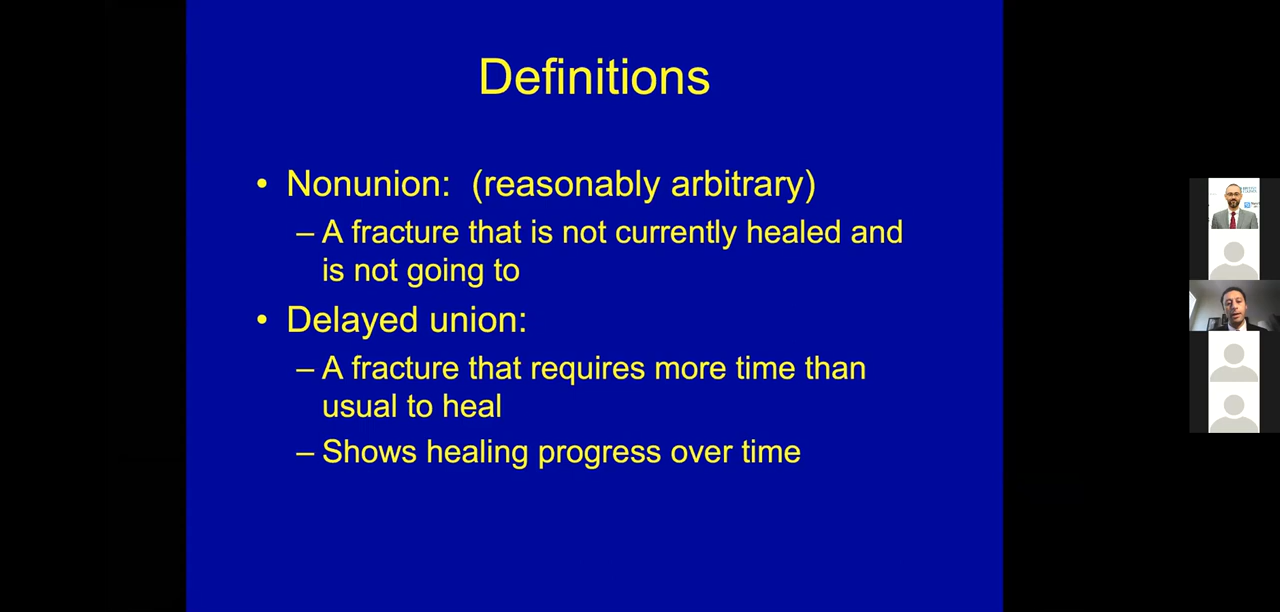 Definitions
• Nonunion: (reasonably arbitrary)
– A fracture that is not currently healed and
is not going to
• Delayed union:
– A fracture that requires more time than
usual to heal
– Shows healing progress over time